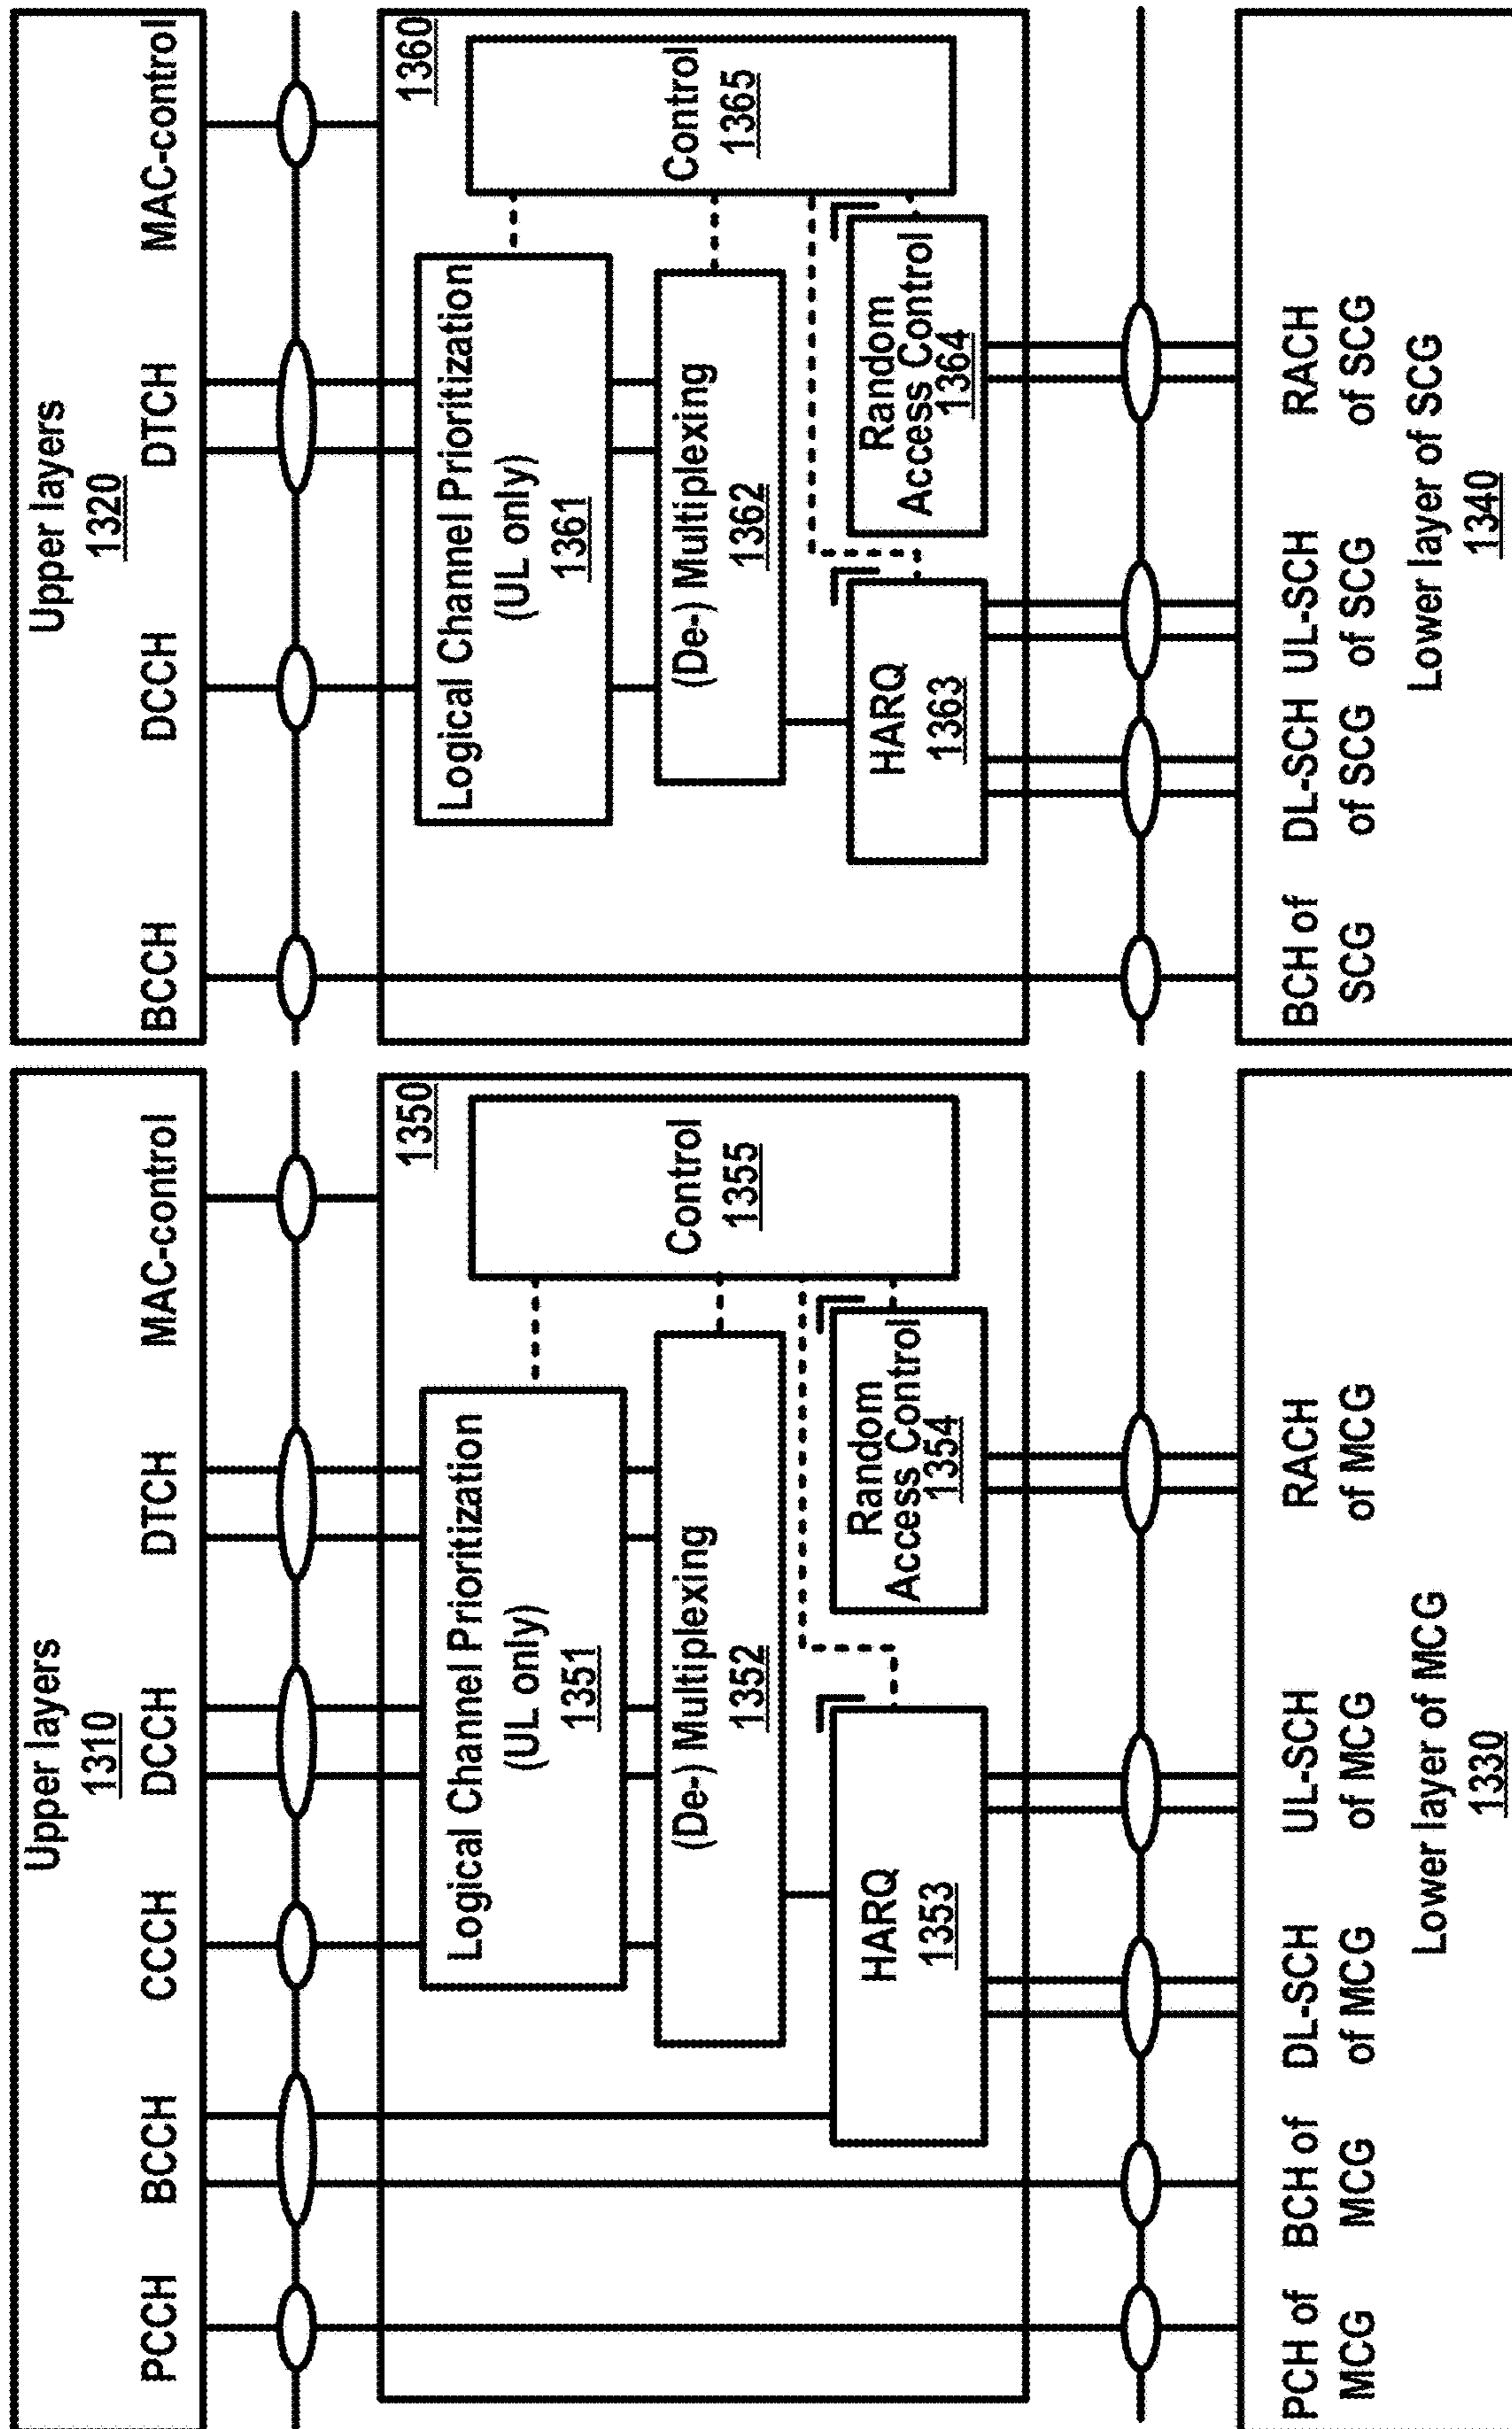 Upper layers
1310
PCCH BCCH CCCH DCCH DTCH MAC-control
1350
Logical Channel Prioritization
(UL only)
1351
(De-) Multiplexing
1352
HARQ
1353
Random
Access Control
1354
Control
1355
PCH of MCG
BCH of MCG
DL-SCH of MCG
UL-SCH of MCG
RACH of MCG
Lower layer of MCG
1330
Upper layers
1320
BCCH DCCH DTCH MAC-control
1360
Logical Channel Prioritization
(UL only)
1361
(De-) Multiplexing
1362
HARQ
1363
Random
Access Control
1364
Control
1365
BCH of SCG
DL-SCH of SCG
UL-SCH of SCG
RACH of SCG
Lower layer of SCG
1340